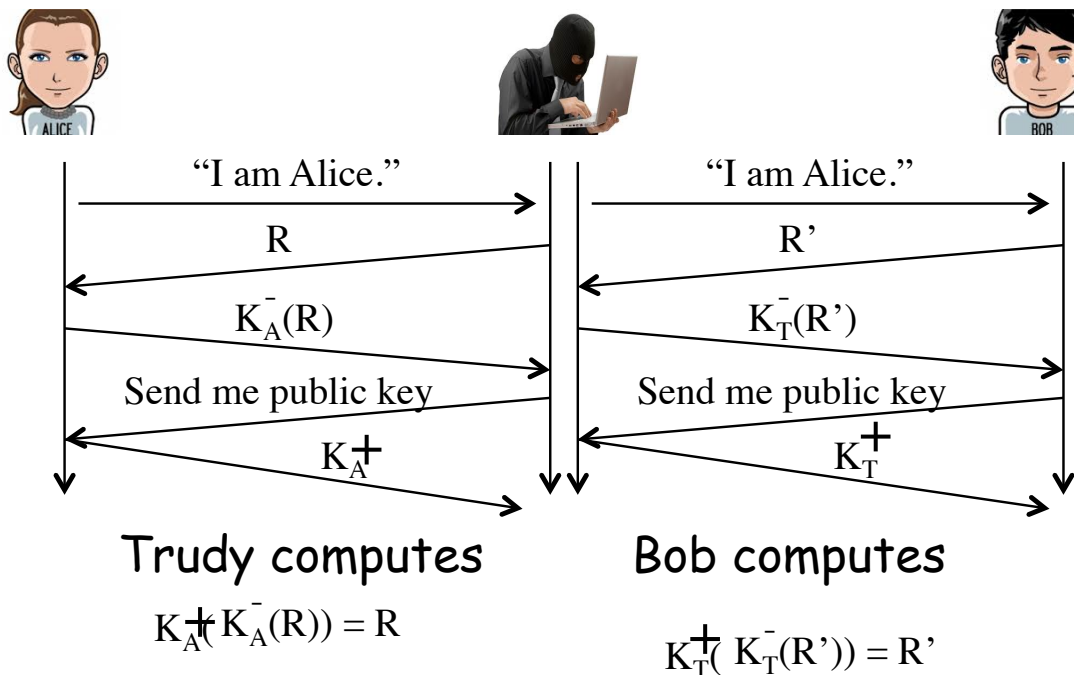 ALICE
BOB
“I am Alice.” “I am Alice.”
R R’
K_A^-(R) K_T^-(R’)
Send me public key Send me public key
K_A^+ K_T^+
Trudy computes Bob computes
K_A^+( K_A^-(R)) = R
K_T^+( K_T^-(R’)) = R’